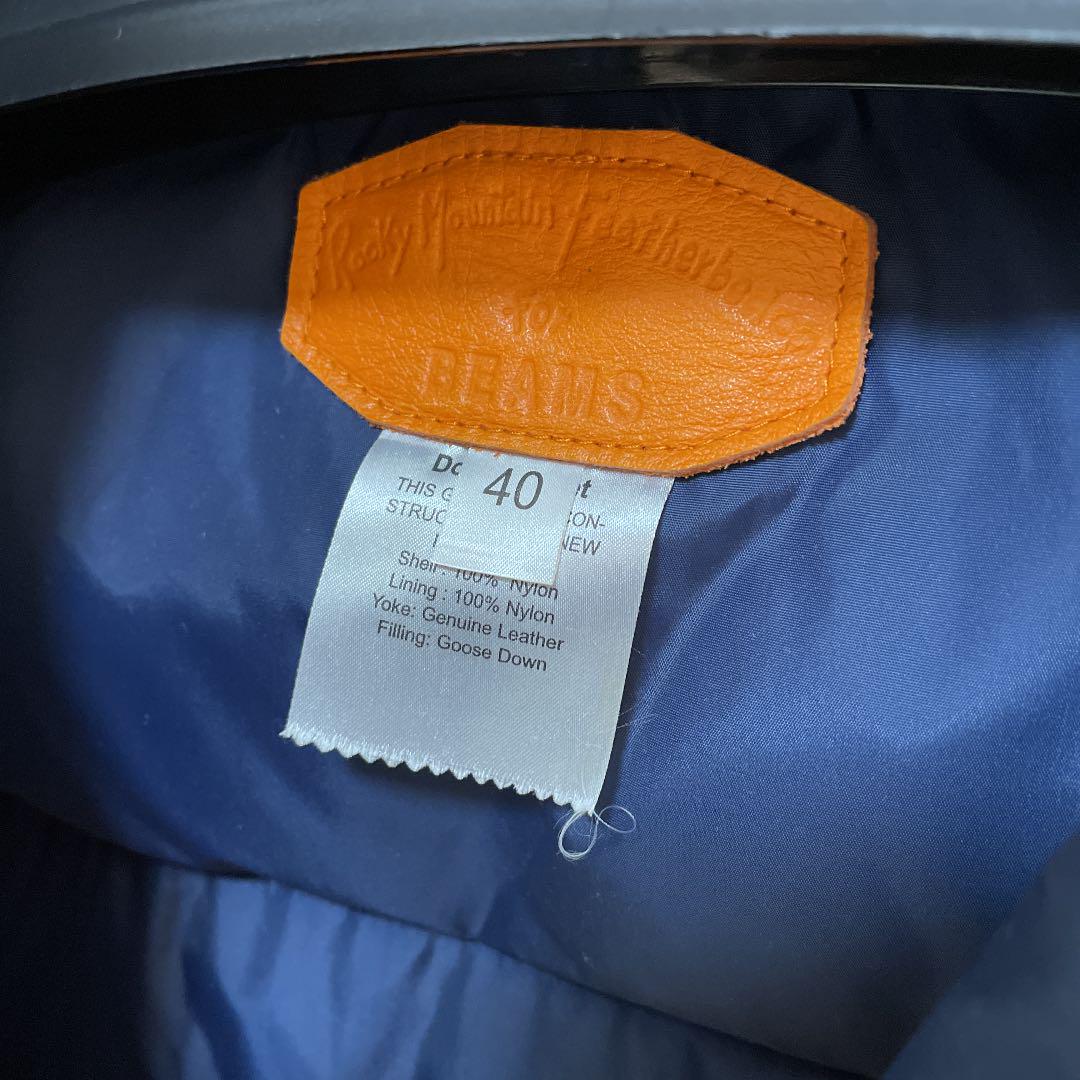 Rocky Mountain Featherbed Co.
for
BEAMS
40
THIS
CON-
STRUC
NEW
Shell: 100% Nylon
Lining : 100% Nylon
Yoke: Genuine Leather
Filling: Goose Down